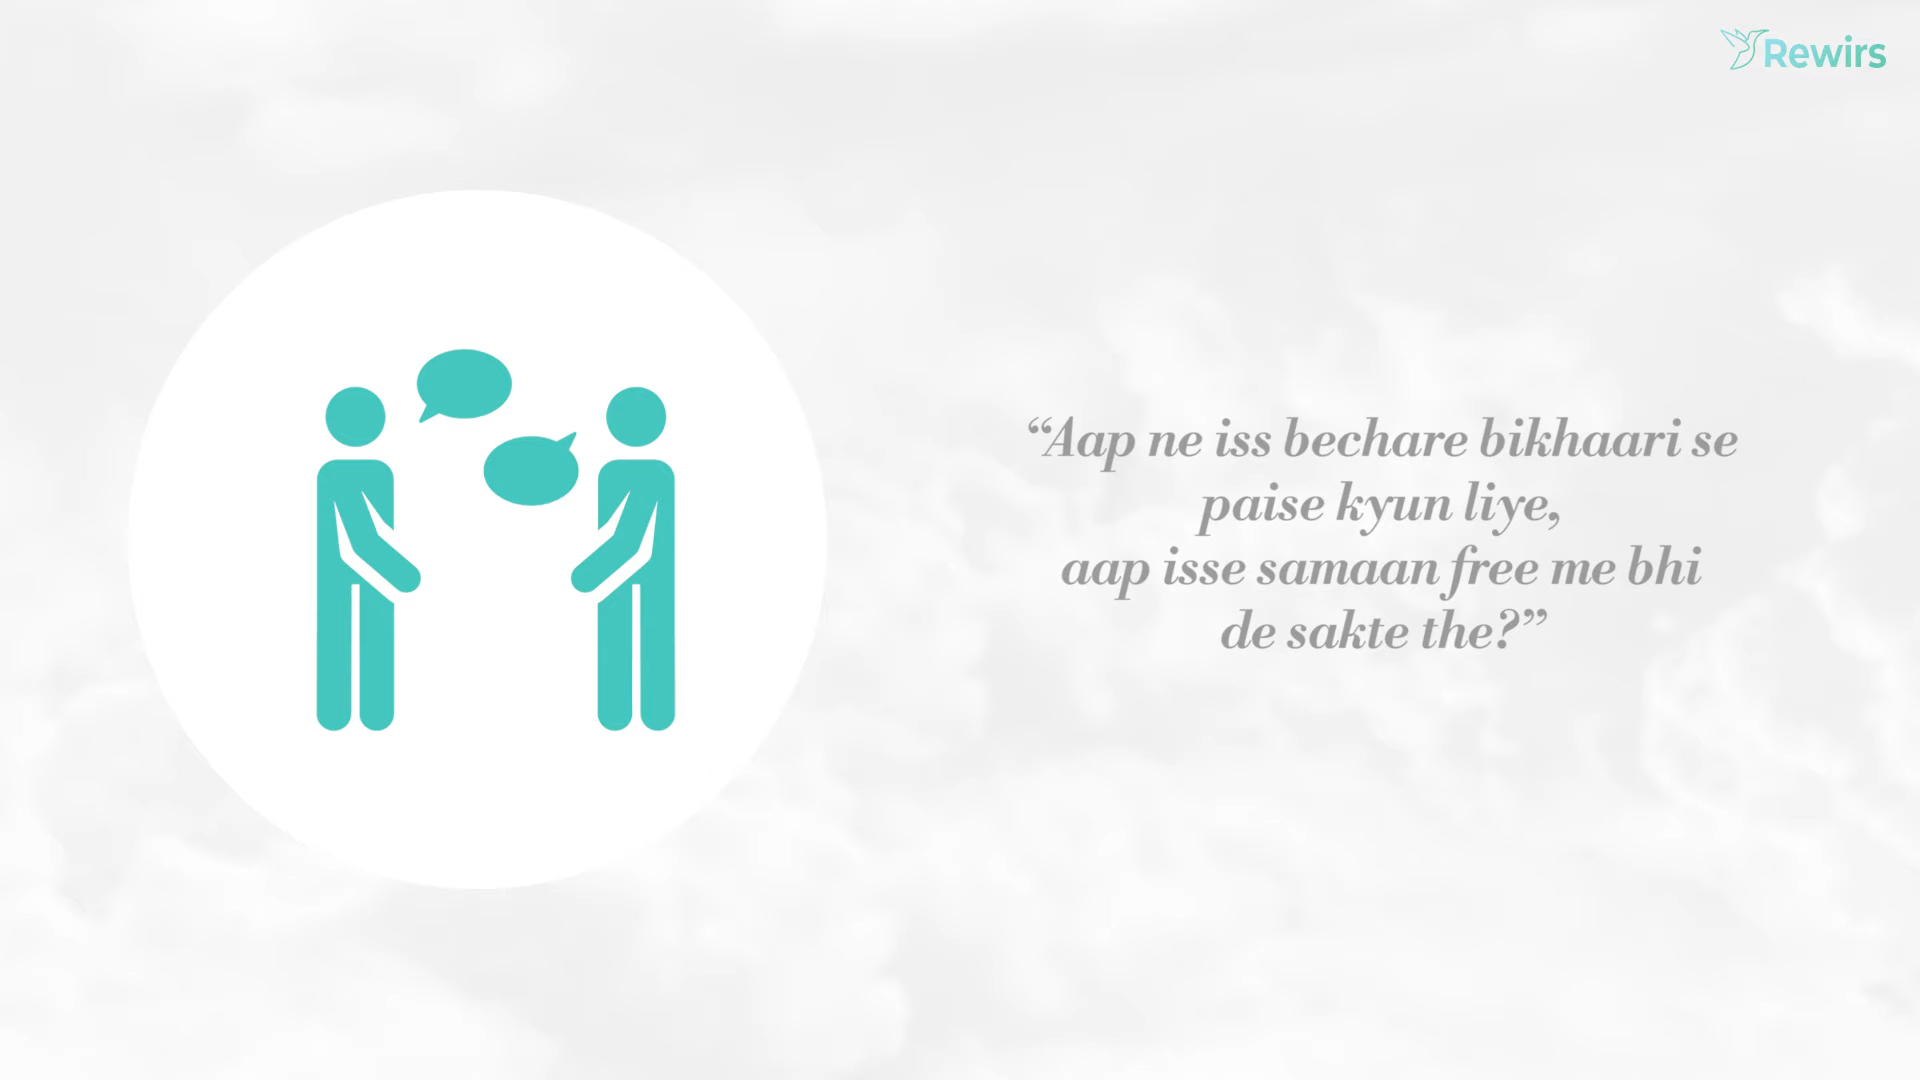 Rewirs
“Aap ne iss bechare bikhaari se
paise kyun liye,
aap isse samaan free me bhi
de sakte the?”